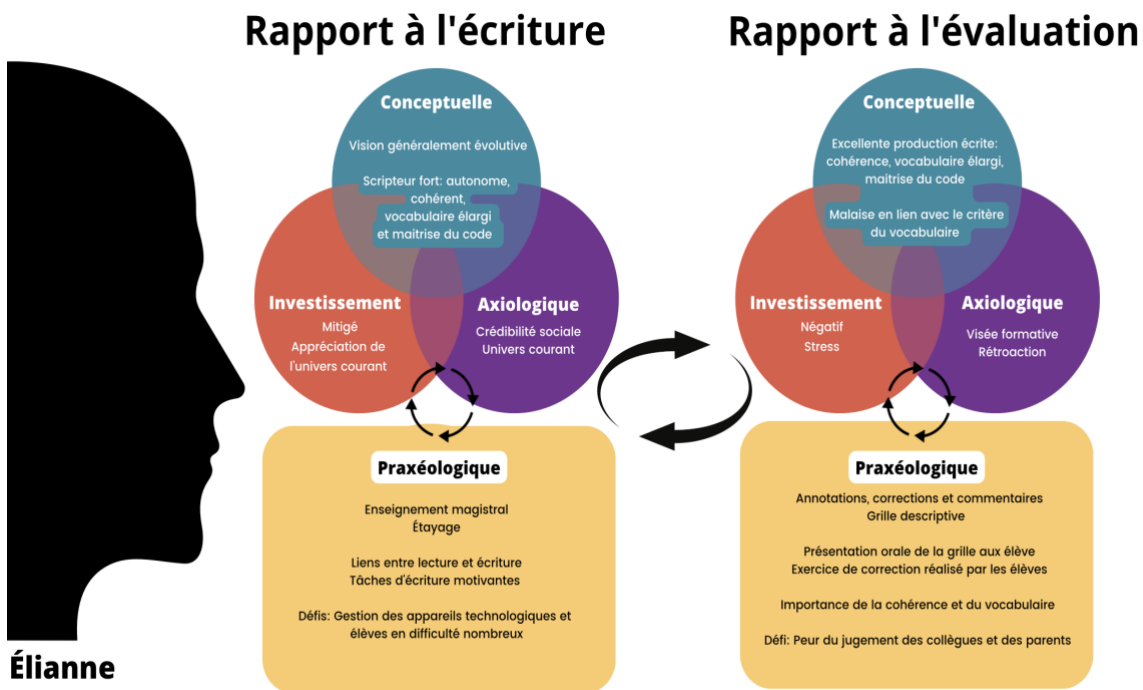 Rapport à l'écriture
Conceptuelle
Vision généralement évolutive
Scripteur fort: autonome,
cohérent,
vocabulaire élargi
et maitrise du code
Investissement
Mitigé
Appréciation de
l'univers courant
Axiologique
Crédibilité sociale
Univers courant
Praxéologique
Enseignement magistral
Étayage
Liens entre lecture et écriture
Tâches d'écriture motivantes
Défis: Gestion des appareils technologiques et
élèves en difficulté nombreux
Rapport à l'évaluation
Conceptuelle
Excellente production écrite:
cohérence, vocabulaire élargi,
maitrise du code
Malaise en lien avec le critère
du vocabulaire
Investissement
Négatif
Stress
Axiologique
Visée formative
Rétroaction
Praxéologique
Annotations, corrections et commentaires
Grille descriptive
Présentation orale de la grille aux élève
Exercice de correction réalisé par les élèves
Importance de la cohérence et du vocabulaire
Défi: Peur du jugement des collègues et des parents
Élianne